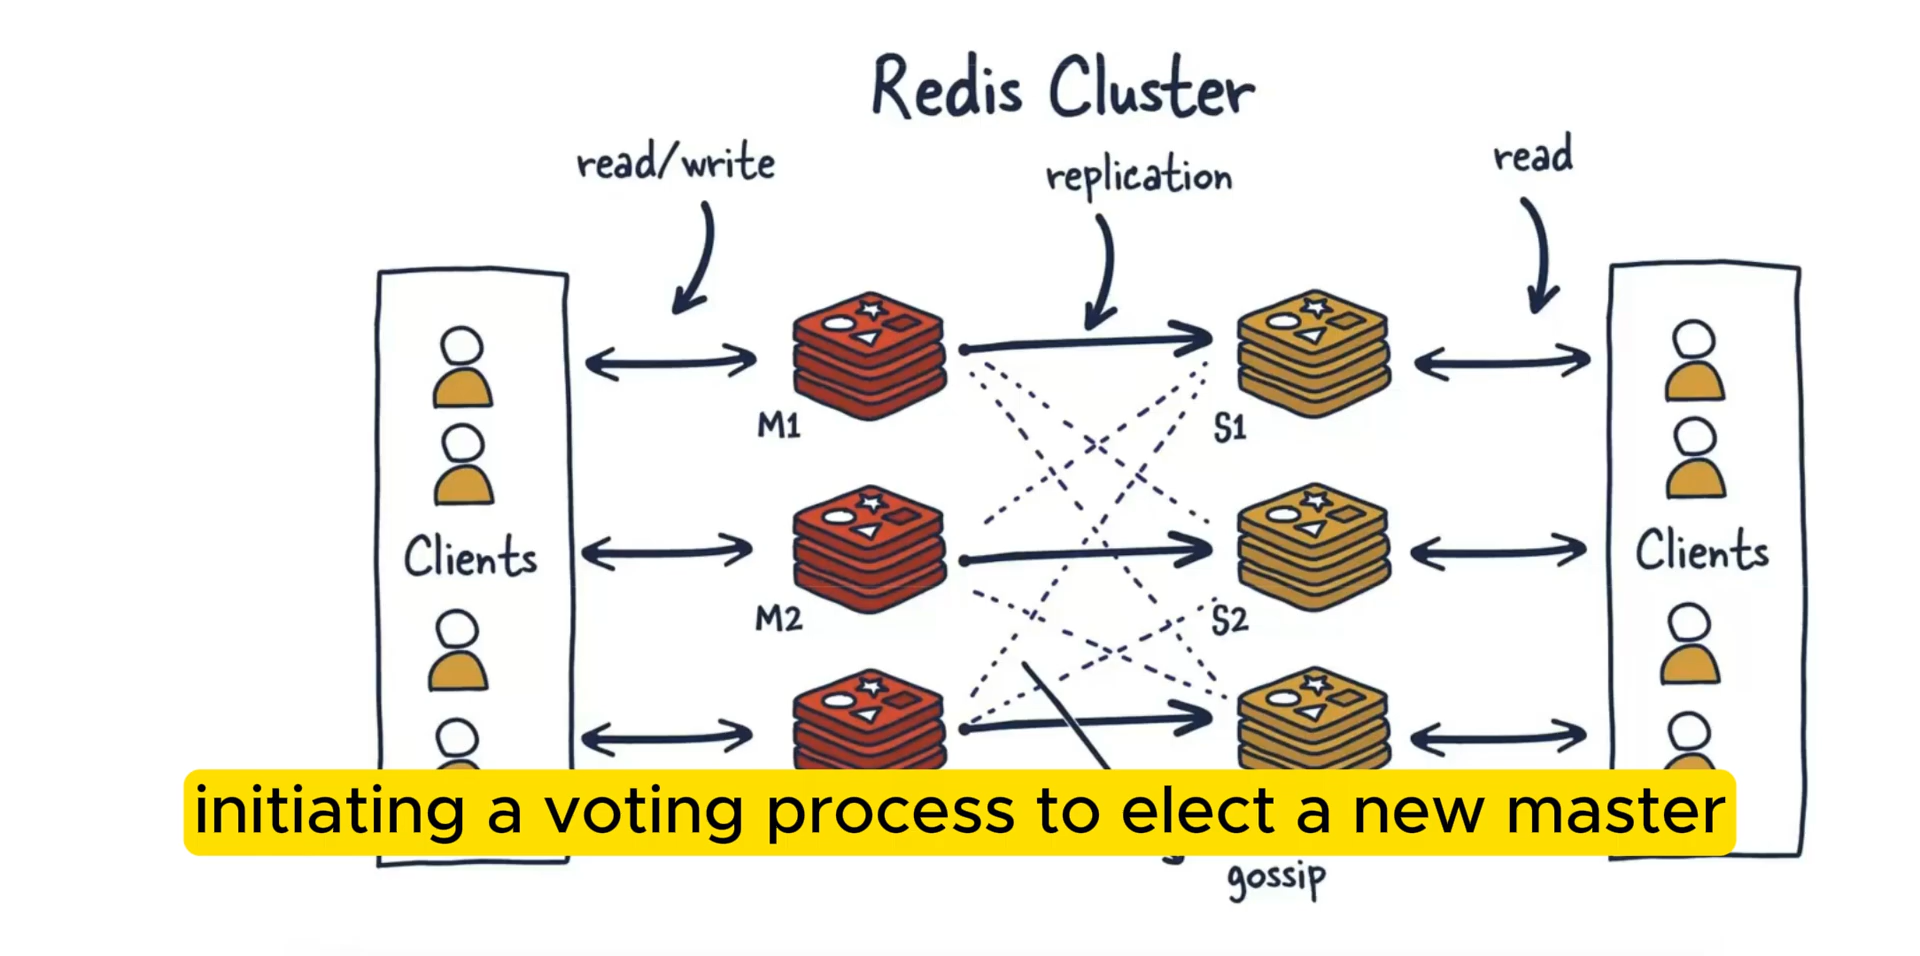 Redis Cluster
read/write
replication
read
M1
S1
Clients
Clients
M2
S2
initiating a voting process to elect a new master
gossip